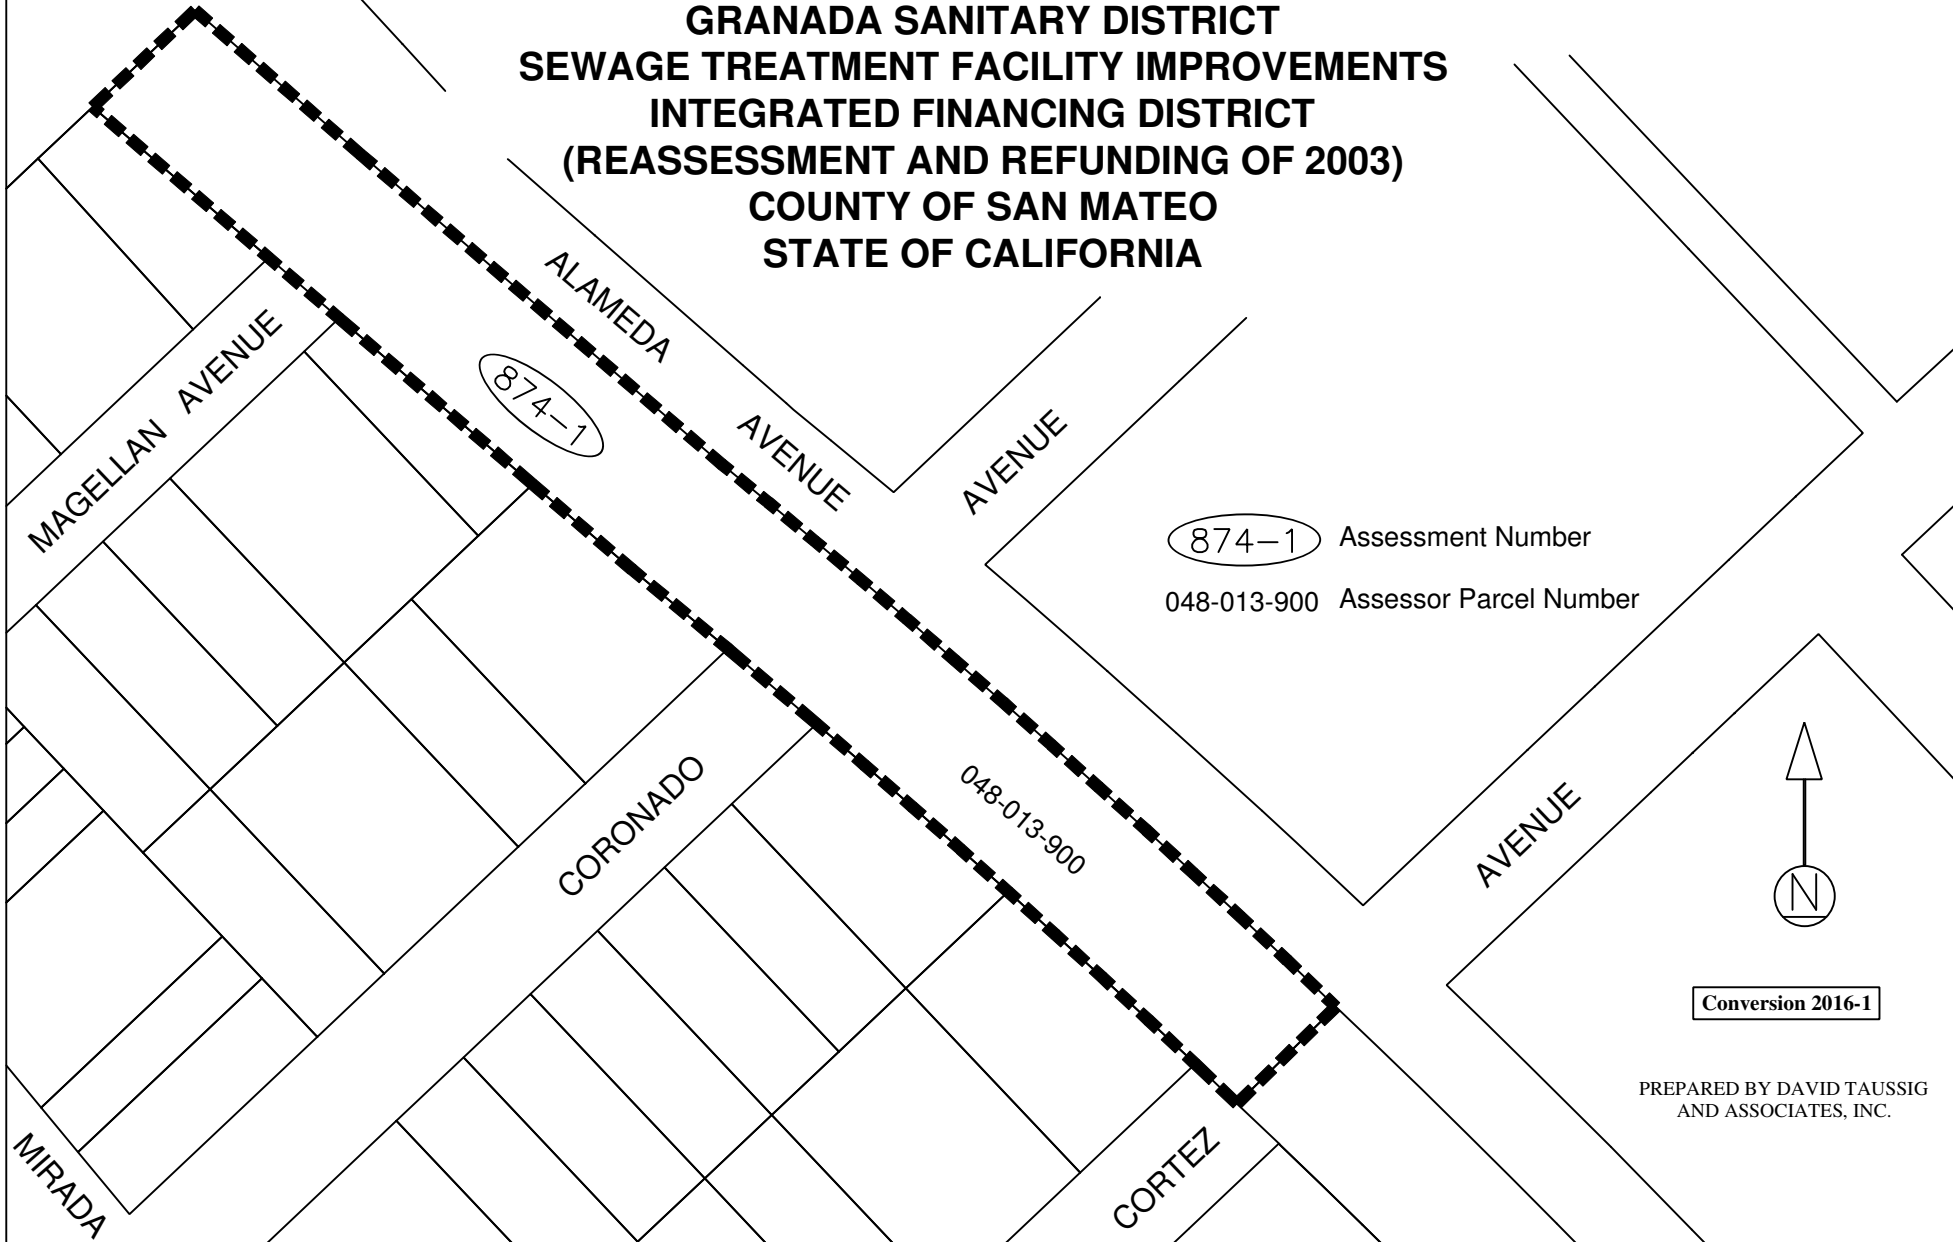 GRANADA SANITARY DISTRICT
SEWAGE TREATMENT FACILITY IMPROVEMENTS
INTEGRATED FINANCING DISTRICT
(REASSESSMENT AND REFUNDING OF 2003)
COUNTY OF SAN MATEO
STATE OF CALIFORNIA
ALAMEDA
AVENUE
MAGELLAN AVENUE
874-1
AVENUE
874-1 Assessment Number
048-013-900 Assessor Parcel Number
CORONADO
048-013-900
AVENUE
N
Conversion 2016-1
PREPARED BY DAVID TAUSSIG
AND ASSOCIATES, INC.
MIRADA
CORTEZ